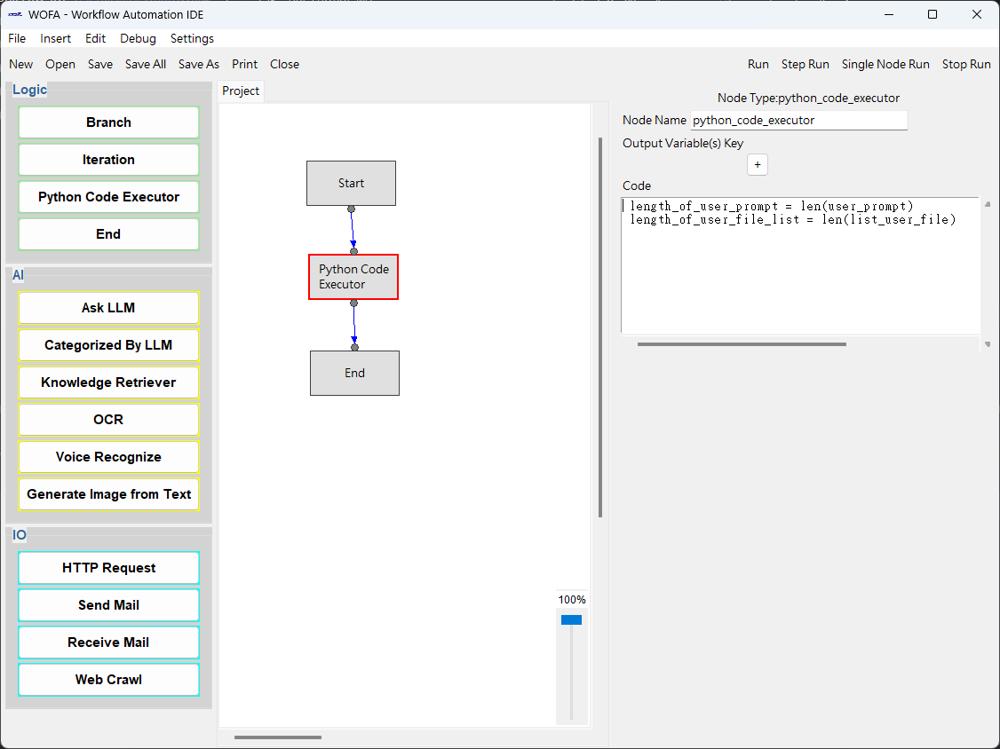 WOFA - Workflow Automation IDE
File Insert Edit Debug Settings
New Open Save Save All Save As Print Close Run Step Run Single Node Run Stop Run
Logic
Branch
Iteration
Python Code Executor
End
AI
Ask LLM
Categorized By LLM
Knowledge Retriever
OCR
Voice Recognize
Generate Image from Text
IO
HTTP Request
Send Mail
Receive Mail
Web Crawl
Project
Start
Python Code
Executor
End
100%
Node Type:python_code_executor
Node Name python_code_executor
Output Variable(s) Key
+
Code
length_of_user_prompt = len(user_prompt)
length_of_user_file_list = len(list_user_file)